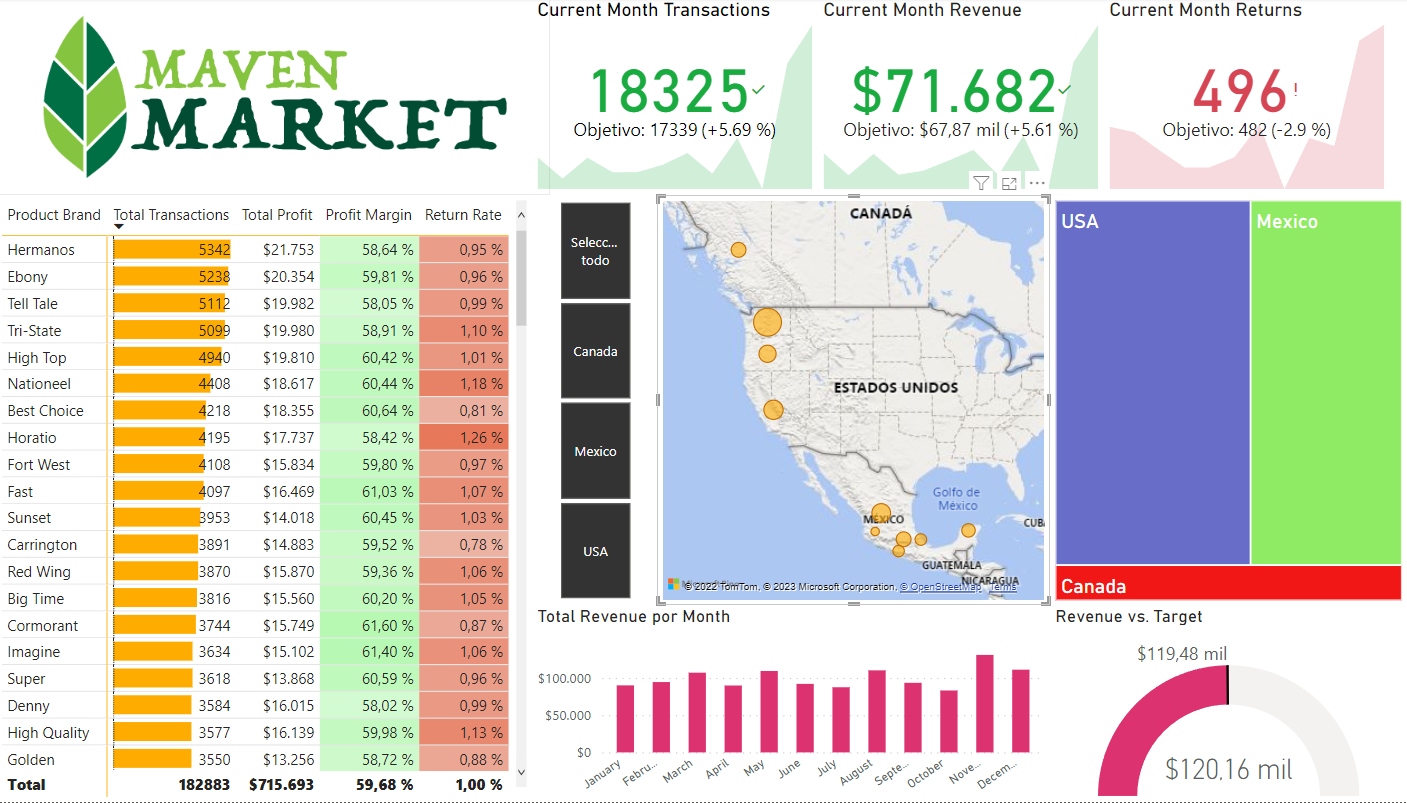 MAVEN
MARKET
Current Month Transactions
18325
Objetivo: 17339 (+5.69 %)
Current Month Revenue
$71.682
Objetivo: $67,87 mil (+5.61 %)
Current Month Returns
496!
Objetivo: 482 (-2.9 %)
Product Brand Total Transactions Total Profit Profit Margin Return Rate
Hermanos 5342 $21.753 58,64 % 0,95 %
Ebony 5238 $20.354 59,81 % 0,96 %
Tell Tale 5112 $19.982 58,05 % 0,99 %
Tri-State 5099 $19.980 58,91 % 1,10 %
High Top 4940 $19.810 60,42 % 1,01 %
Nationeel 4408 $18.617 60,44 % 1,18 %
Best Choice 4218 $18.355 60,64 % 0,81 %
Horatio 4195 $17.737 58,42 % 1,26 %
Fort West 4108 $15.834 59,80 % 0,97 %
Fast 4097 $16.469 61,03 % 1,07 %
Sunset 3953 $14.018 60,45 % 1,03 %
Carrington 3891 $14.883 59,52 % 0,78 %
Red Wing 3870 $15.870 59,36 % 1,06 %
Big Time 3816 $15.560 60,20 % 1,05 %
Cormorant 3744 $15.749 61,60 % 0,87 %
Imagine 3634 $15.102 61,40 % 1,06 %
Super 3618 $13.868 60,59 % 0,96 %
Denny 3584 $16.015 58,02 % 0,99 %
High Quality 3577 $16.139 59,98 % 1,13 %
Golden 3550 $13.256 58,72 % 0,88 %
Total 182883 $715.693 59,68 % 1,00 %
Selecc...
todo
Canada
Mexico
USA
CANADÁ
ESTADOS UNIDOS
Golfo de
México
MÉXICO
CUB
GUATEMALA
NICARAGUA
© 2022 TomTom, © 2023 Microsoft Corporation, © OpenStreetMap Terms
USA
Mexico
Canada
Total Revenue per Month
$100.000
$50.000
$0
January
Febru...
March
April
May
June
July
August
Septe...
October
Nove...
Decem...
Revenue vs. Target
$119,48 mil
$120,16 mil